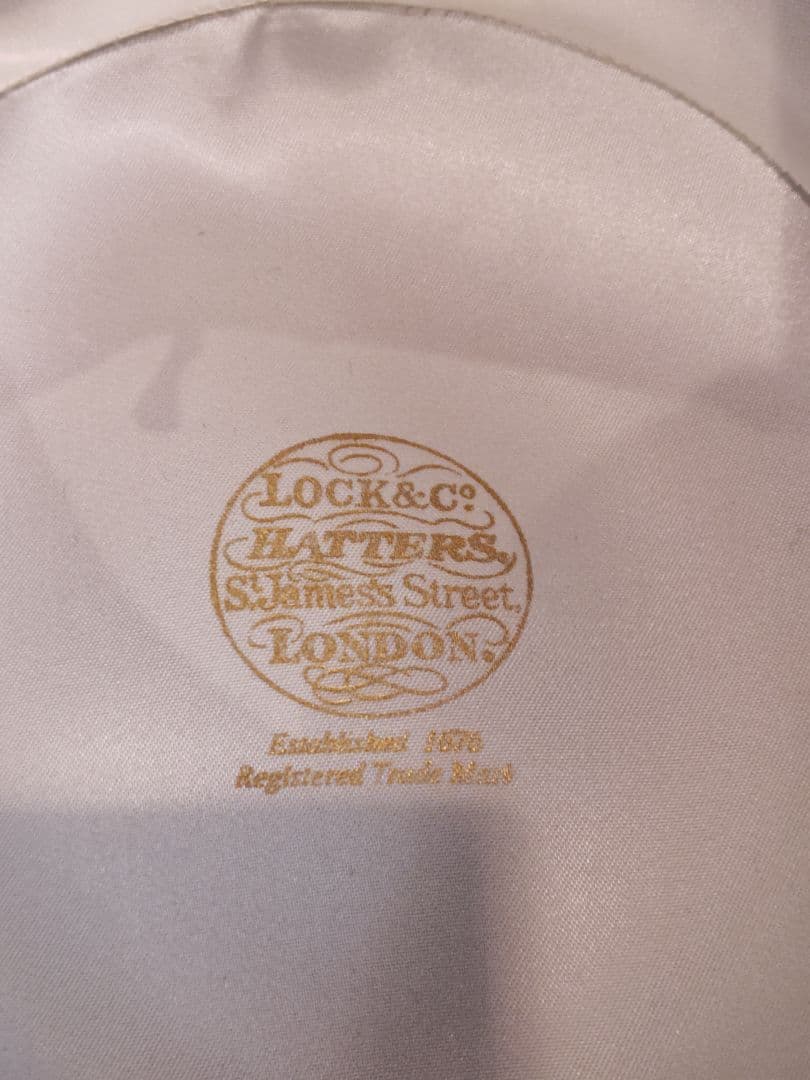 LOCK & Cº
HATTERS.
St. James's Street.
LONDON.
Established 1676
Registered Trade Mark